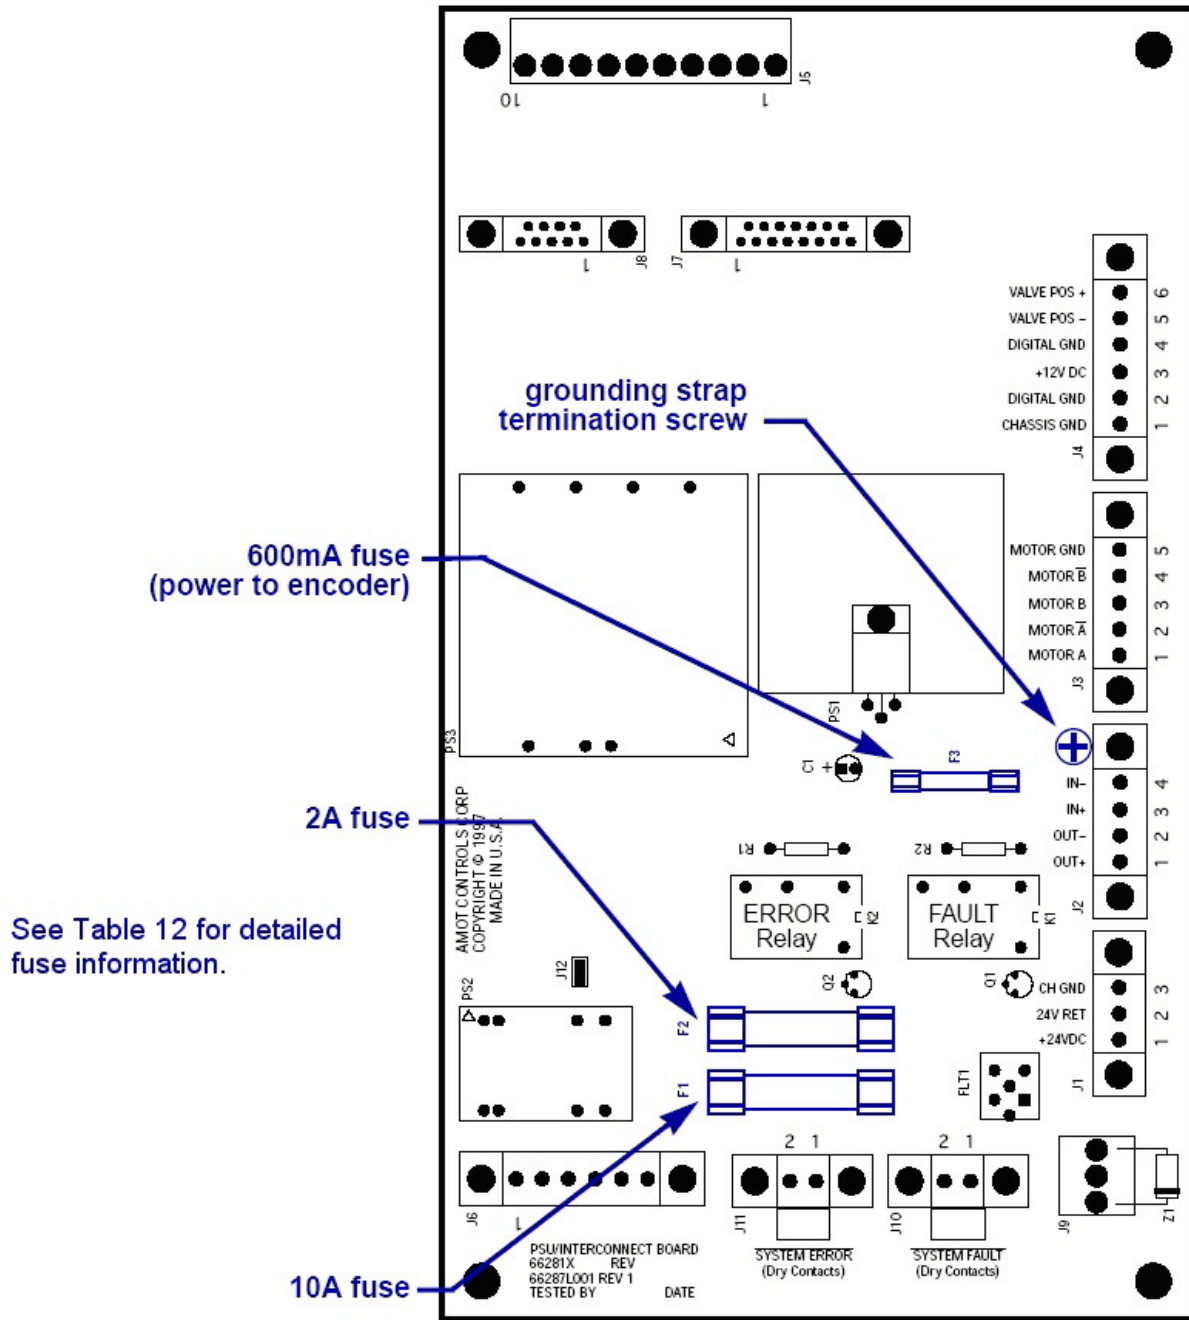 J5
10 1
J8
1
J7
1
VALVE POS + 6
VALVE POS – 5
DIGITAL GND 4
+12V DC 3
DIGITAL GND 2
CHASSIS GND 1
J4
grounding strap
termination screw
600mA fuse
(power to encoder)
MOTOR GND 5
MOTOR B̅ 4
MOTOR B 3
MOTOR A̅ 2
MOTOR A 1
J3
PS3
PS1
C1 +
F3
IN– 4
IN+ 3
OUT– 2
OUT+ 1
J2
2A fuse
AMOT CONTROLS CORP
COPYRIGHT © 1997
MADE IN U.S.A.
R1
R2
ERROR
Relay
K2
FAULT
Relay
K1
See Table 12 for detailed
fuse information.
J12
PS2
Q2
Q1
CH GND 3
24V RET 2
+24VDC 1
J1
F2
F1
FLT1
J6
1
2 1
J11
SYSTEM ERROR
(Dry Contacts)
2 1
J10
SYSTEM FAULT
(Dry Contacts)
J9
Z1
PSU/INTERCONNECT BOARD
66281X REV
66287L001 REV 1
TESTED BY DATE
10A fuse